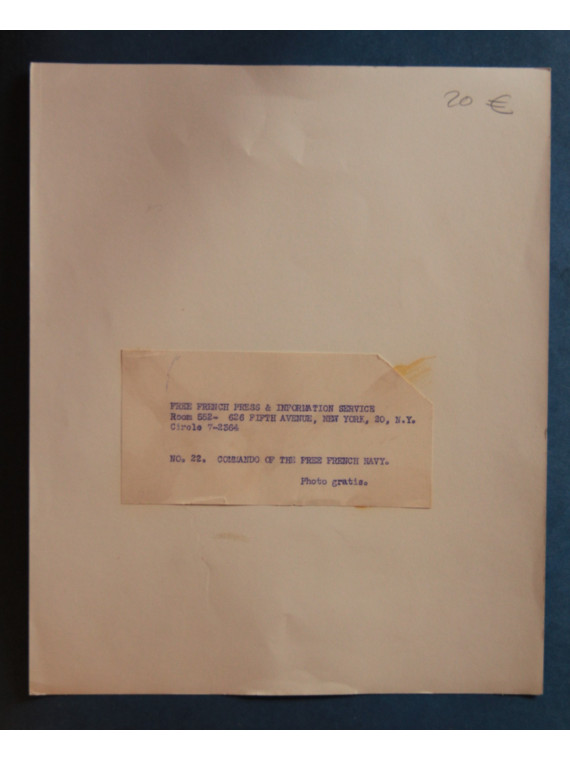 20 €
FREE FRENCH PRESS & INFORMATION SERVICE
Room 552- 626 FIFTH AVENUE, NEW YORK, 20, N.Y.
Circle 7-2364
NO. 22. COMMANDO OF THE FREE FRENCH NAVY.
Photo gratis.